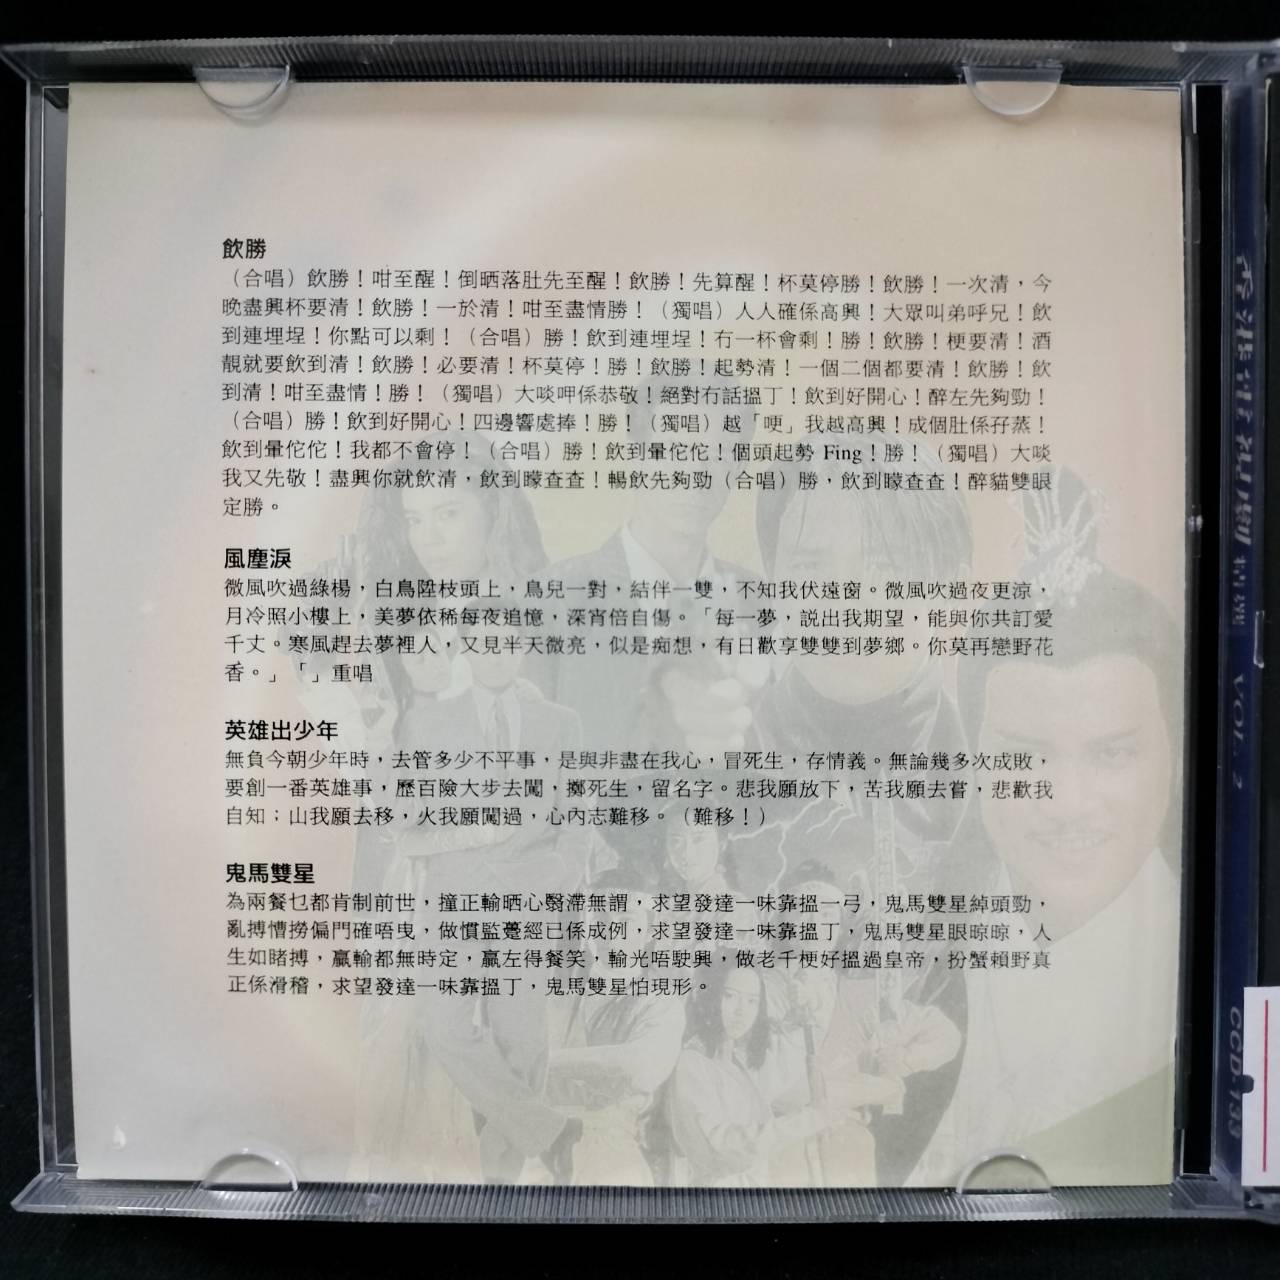 飲勝
（合唱）飲勝！咁至醒！倒晒落肚先至醒！飲勝！先算醒！杯莫停勝！飲勝！一次清，今
晚盡興杯要清！飲勝！一於清！咁至盡情勝！（獨唱）人人確係高興！大眾叫弟呼兄！飲
到連埋埕！你點可以剩！（合唱）勝！飲到連埋埕！冇一杯會剩！勝！飲勝！梗要清！酒
靚就要飲到清！飲勝！必要清！杯莫停！勝！飲勝！起勢清！一個二個都要清！飲勝！飲
到清！咁至盡情！勝！（獨唱）大啖呷係恭敬！絕對冇話搵丁！飲到好開心！醉左先夠勁！
（合唱）勝！飲到好開心！四邊響處捧！勝！（獨唱）越「哽」我越高興！成個肚係孖蒸！
飲到暈佗佗！我都不會停！（合唱）勝！飲到暈佗佗！個頭起勢 Fing！勝！（獨唱）大啖
我又先敬！盡興你就飲清，飲到矇查查！暢飲先夠勁（合唱）勝，飲到矇查查！醉貓雙眼
定勝。
風塵淚
微風吹過綠楊，白鳥陞枝頭上，鳥兒一對，結伴一雙，不知我伏遠窗。微風吹過夜更涼，
月冷照小樓上，美夢依稀每夜追憶，深宵倍自傷。「每一夢，説出我期望，能與你共訂愛
千丈。寒風趕去夢裡人，又見半天微亮，似是痴想，有日歡享雙雙到夢鄉。你莫再戀野花
香。」「」重唱
英雄出少年
無負今朝少年時，去管多少不平事，是與非盡在我心，冒死生，存情義。無論幾多次成敗，
要創一番英雄事，歷百險大步去闖，擲死生，留名字。悲我願放下，苦我願去嘗，悲歡我
自知；山我願去移，火我願闖過，心內志難移。（難移！）
鬼馬雙星
為兩餐乜都肯制前世，撞正輸晒心翳滯無謂，求望發達一味靠搵一弓，鬼馬雙星綽頭勁，
亂搏懵撈偏門確唔曳，做慣監躉經已係成例，求望發達一味靠搵丁，鬼馬雙星眼晾晾，人
生如賭搏，贏輸都無時定，贏左得餐笑，輸光唔駛興，做老千梗好搵過皇帝，扮蟹賴野真
正係滑稽，求望發達一味靠搵丁，鬼馬雙星怕現形。
VOL. 2
CCD-133